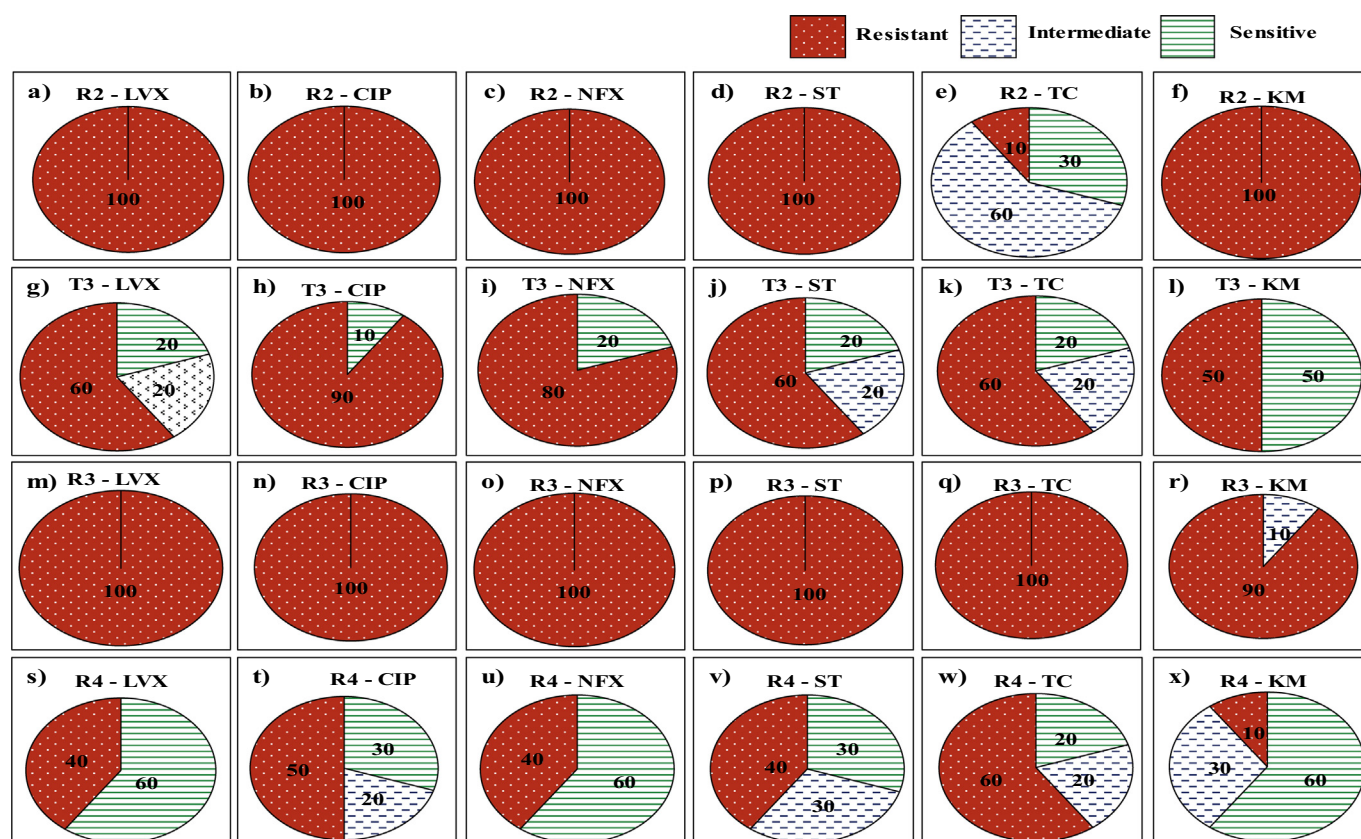 Resistant Intermediate Sensitive
a) R2 - LVX
100
b) R2 - CIP
100
c) R2 - NFX
100
d) R2 - ST
100
e) R2 - TC
10 30
60
f) R2 - KM
100
g) T3 - LVX
20
60 20
h) T3 - CIP
10
90
i) T3 - NFX
20
80
j) T3 - ST
20
60 20
k) T3 - TC
20
60 20
l) T3 - KM
50 50
m) R3 - LVX
100
n) R3 - CIP
100
o) R3 - NFX
100
p) R3 - ST
100
q) R3 - TC
100
r) R3 - KM
10
90
s) R4 - LVX
40 60
t) R4 - CIP
30
50
20
u) R4 - NFX
40 60
v) R4 - ST
30
40
30
w) R4 - TC
20
60 20
x) R4 - KM
10
30
60